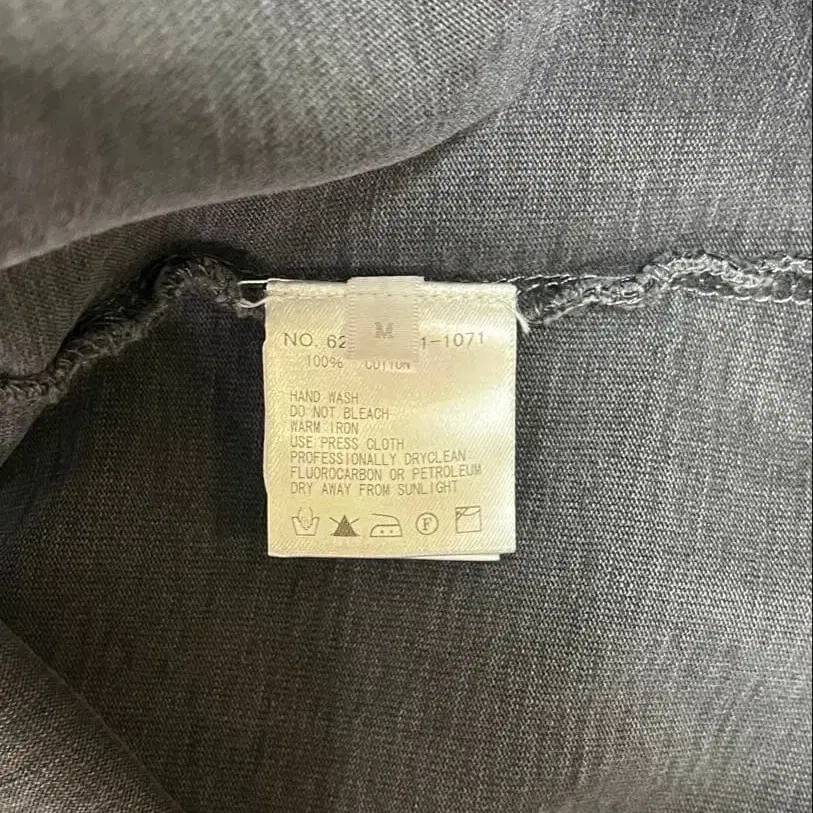 M
NO. 62 1-1071
100% COTTON
HAND WASH
DO NOT BLEACH
WARM IRON
USE PRESS CLOTH
PROFESSIONALLY DRYCLEAN
FLUOROCARBON OR PETROLEUM
DRY AWAY FROM SUNLIGHT
F